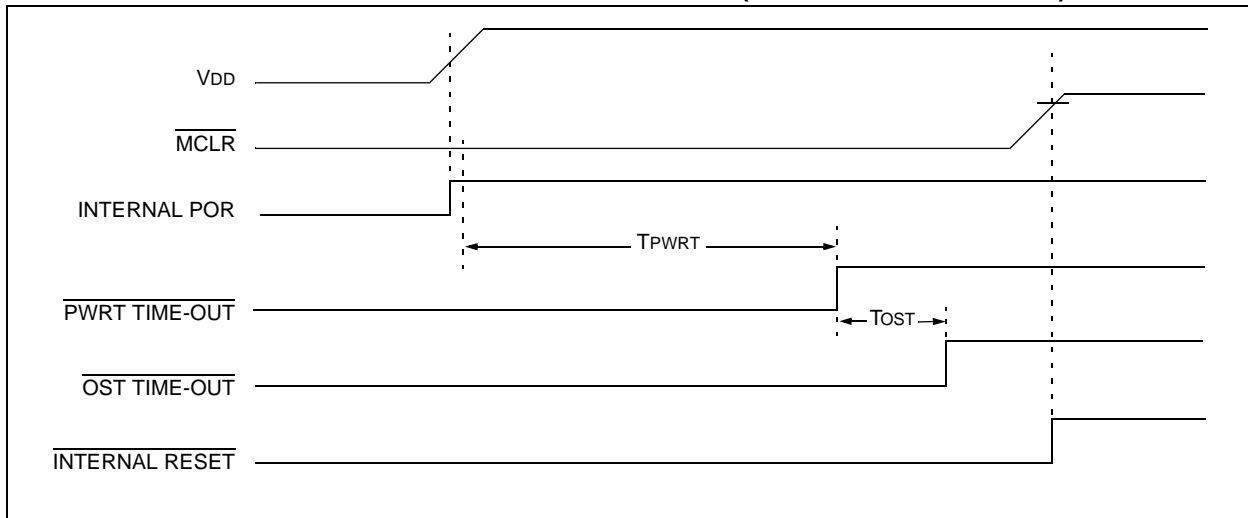 VDD
MCLR
INTERNAL POR
TPWRT
PWRT TIME-OUT
TOST
OST TIME-OUT
INTERNAL RESET